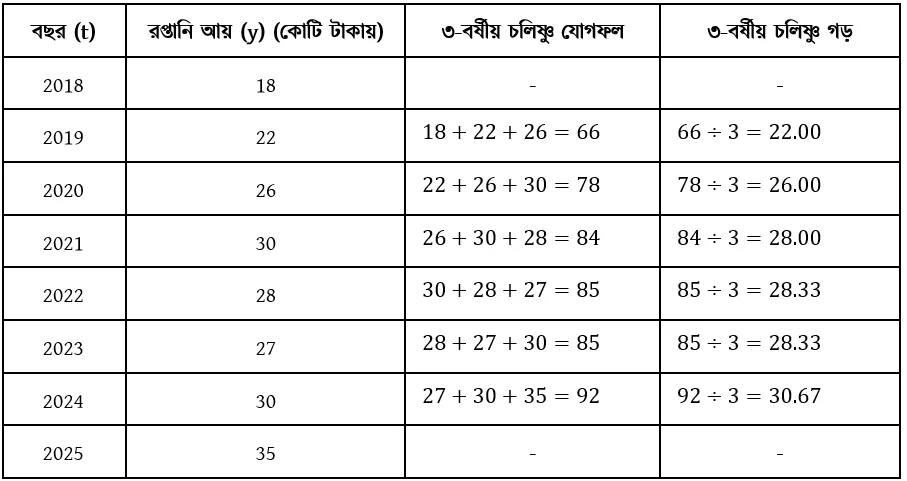 বছর (t) রপ্তানি আয় (y) (কোটি টাকায়) ৩-বর্ষীয় চলিষ্ণু যোগফল ৩-বর্ষীয় চলিষ্ণু গড়
2018 18 - -
2019 22 18 + 22 + 26 = 66 66 ÷ 3 = 22.00
2020 26 22 + 26 + 30 = 78 78 ÷ 3 = 26.00
2021 30 26 + 30 + 28 = 84 84 ÷ 3 = 28.00
2022 28 30 + 28 + 27 = 85 85 ÷ 3 = 28.33
2023 27 28 + 27 + 30 = 85 85 ÷ 3 = 28.33
2024 30 27 + 30 + 35 = 92 92 ÷ 3 = 30.67
2025 35 - -